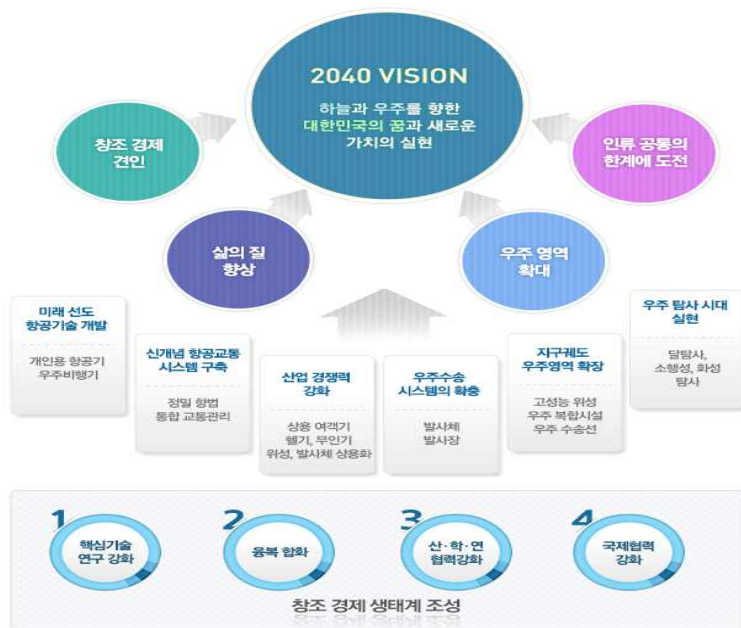 2040 VISION
하늘과 우주를 향한
대한민국의 꿈과 새로운
가치의 실현
창조 경제
견인
인류 공통의
한계에 도전
삶의 질
향상
우주 영역
확대
미래 선도
항공기술 개발
개인용 항공기
우주비행기
신개념 항공교통
시스템 구축
정밀 항법
통합 교통관리
산업 경쟁력
강화
상용 여객기
헬기, 무인기
위성, 발사체 상용화
우주수송
시스템의 확충
발사체
발사장
지구궤도
우주영역 확장
고성능 위성
우주 복합시설
우주 수송선
우주 탐사 시대
실현
달탐사,
소행성, 화성
탐사
1
핵심기술
연구 강화
2
융복 합화
3
산·학·연
협력강화
4
국제협력
강화
창조 경제 생태계 조성